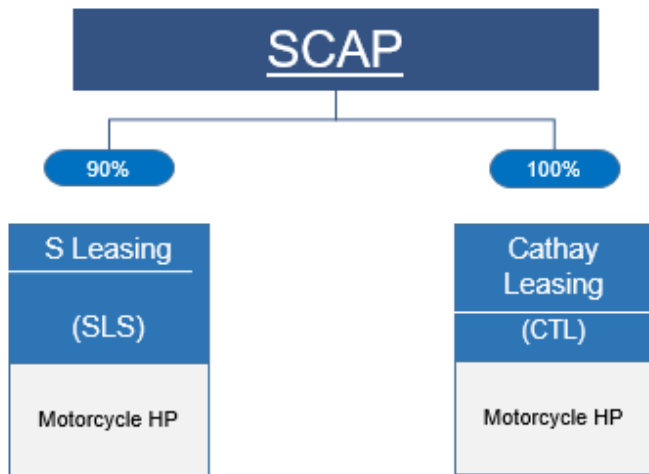 SCAP
90%
100%
S Leasing
(SLS)
Motorcycle HP
Cathay
Leasing
(CTL)
Motorcycle HP